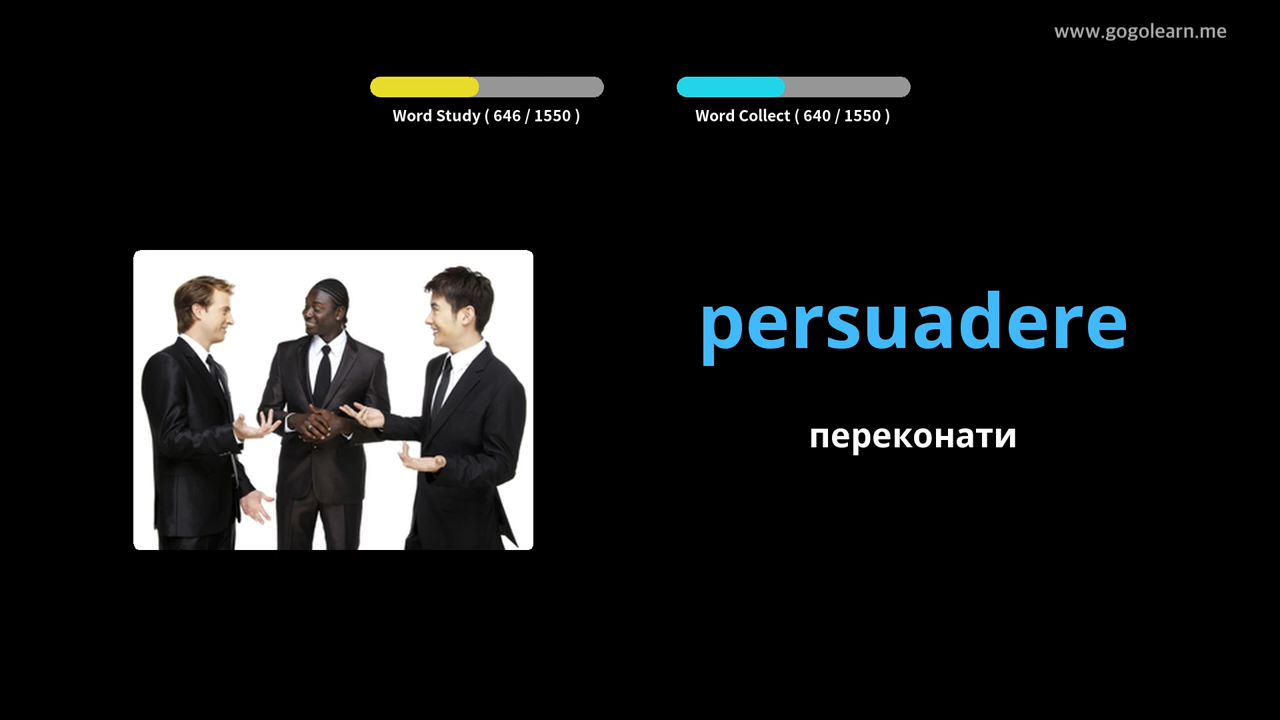 www.gogolearn.me
Word Study ( 646 / 1550 )
Word Collect ( 640 / 1550 )
persuadere
переконати